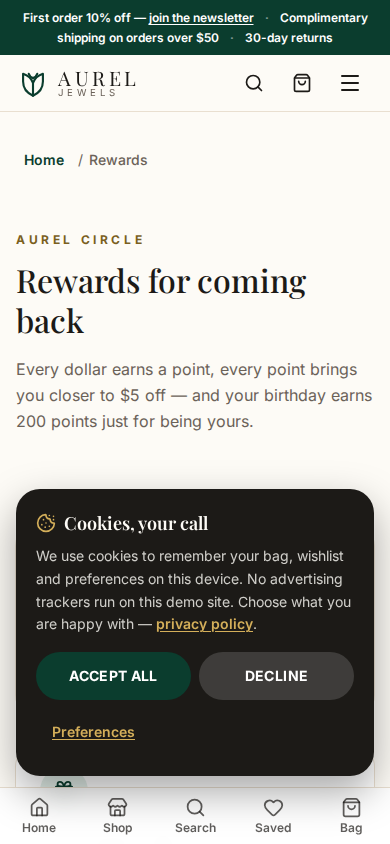 First order 10% off — join the newsletter · Complimentary
shipping on orders over $50 · 30-day returns
AUREL
JEWELS
Home / Rewards
AUREL CIRCLE
Rewards for coming
back
Every dollar earns a point, every point brings
you closer to $5 off — and your birthday earns
200 points just for being yours.
Cookies, your call
We use cookies to remember your bag, wishlist
and preferences on this device. No advertising
trackers run on this demo site. Choose what you
are happy with — privacy policy.
ACCEPT ALL DECLINE
Preferences
Home Shop Search Saved Bag